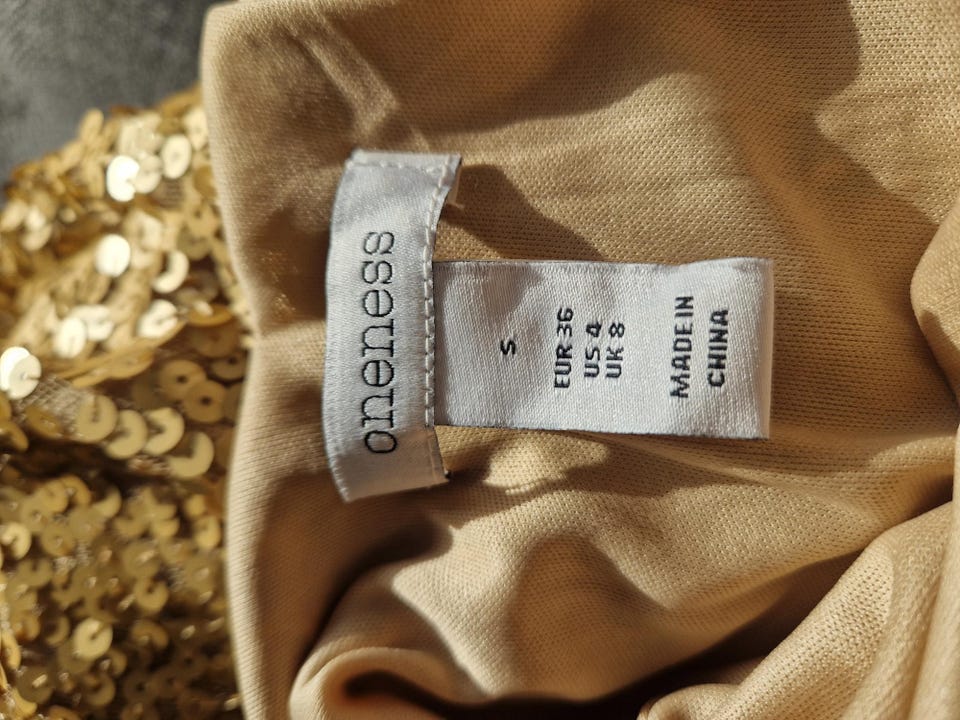 oneness
S
EUR 36
US 4
UK 8
MADE IN
CHINA